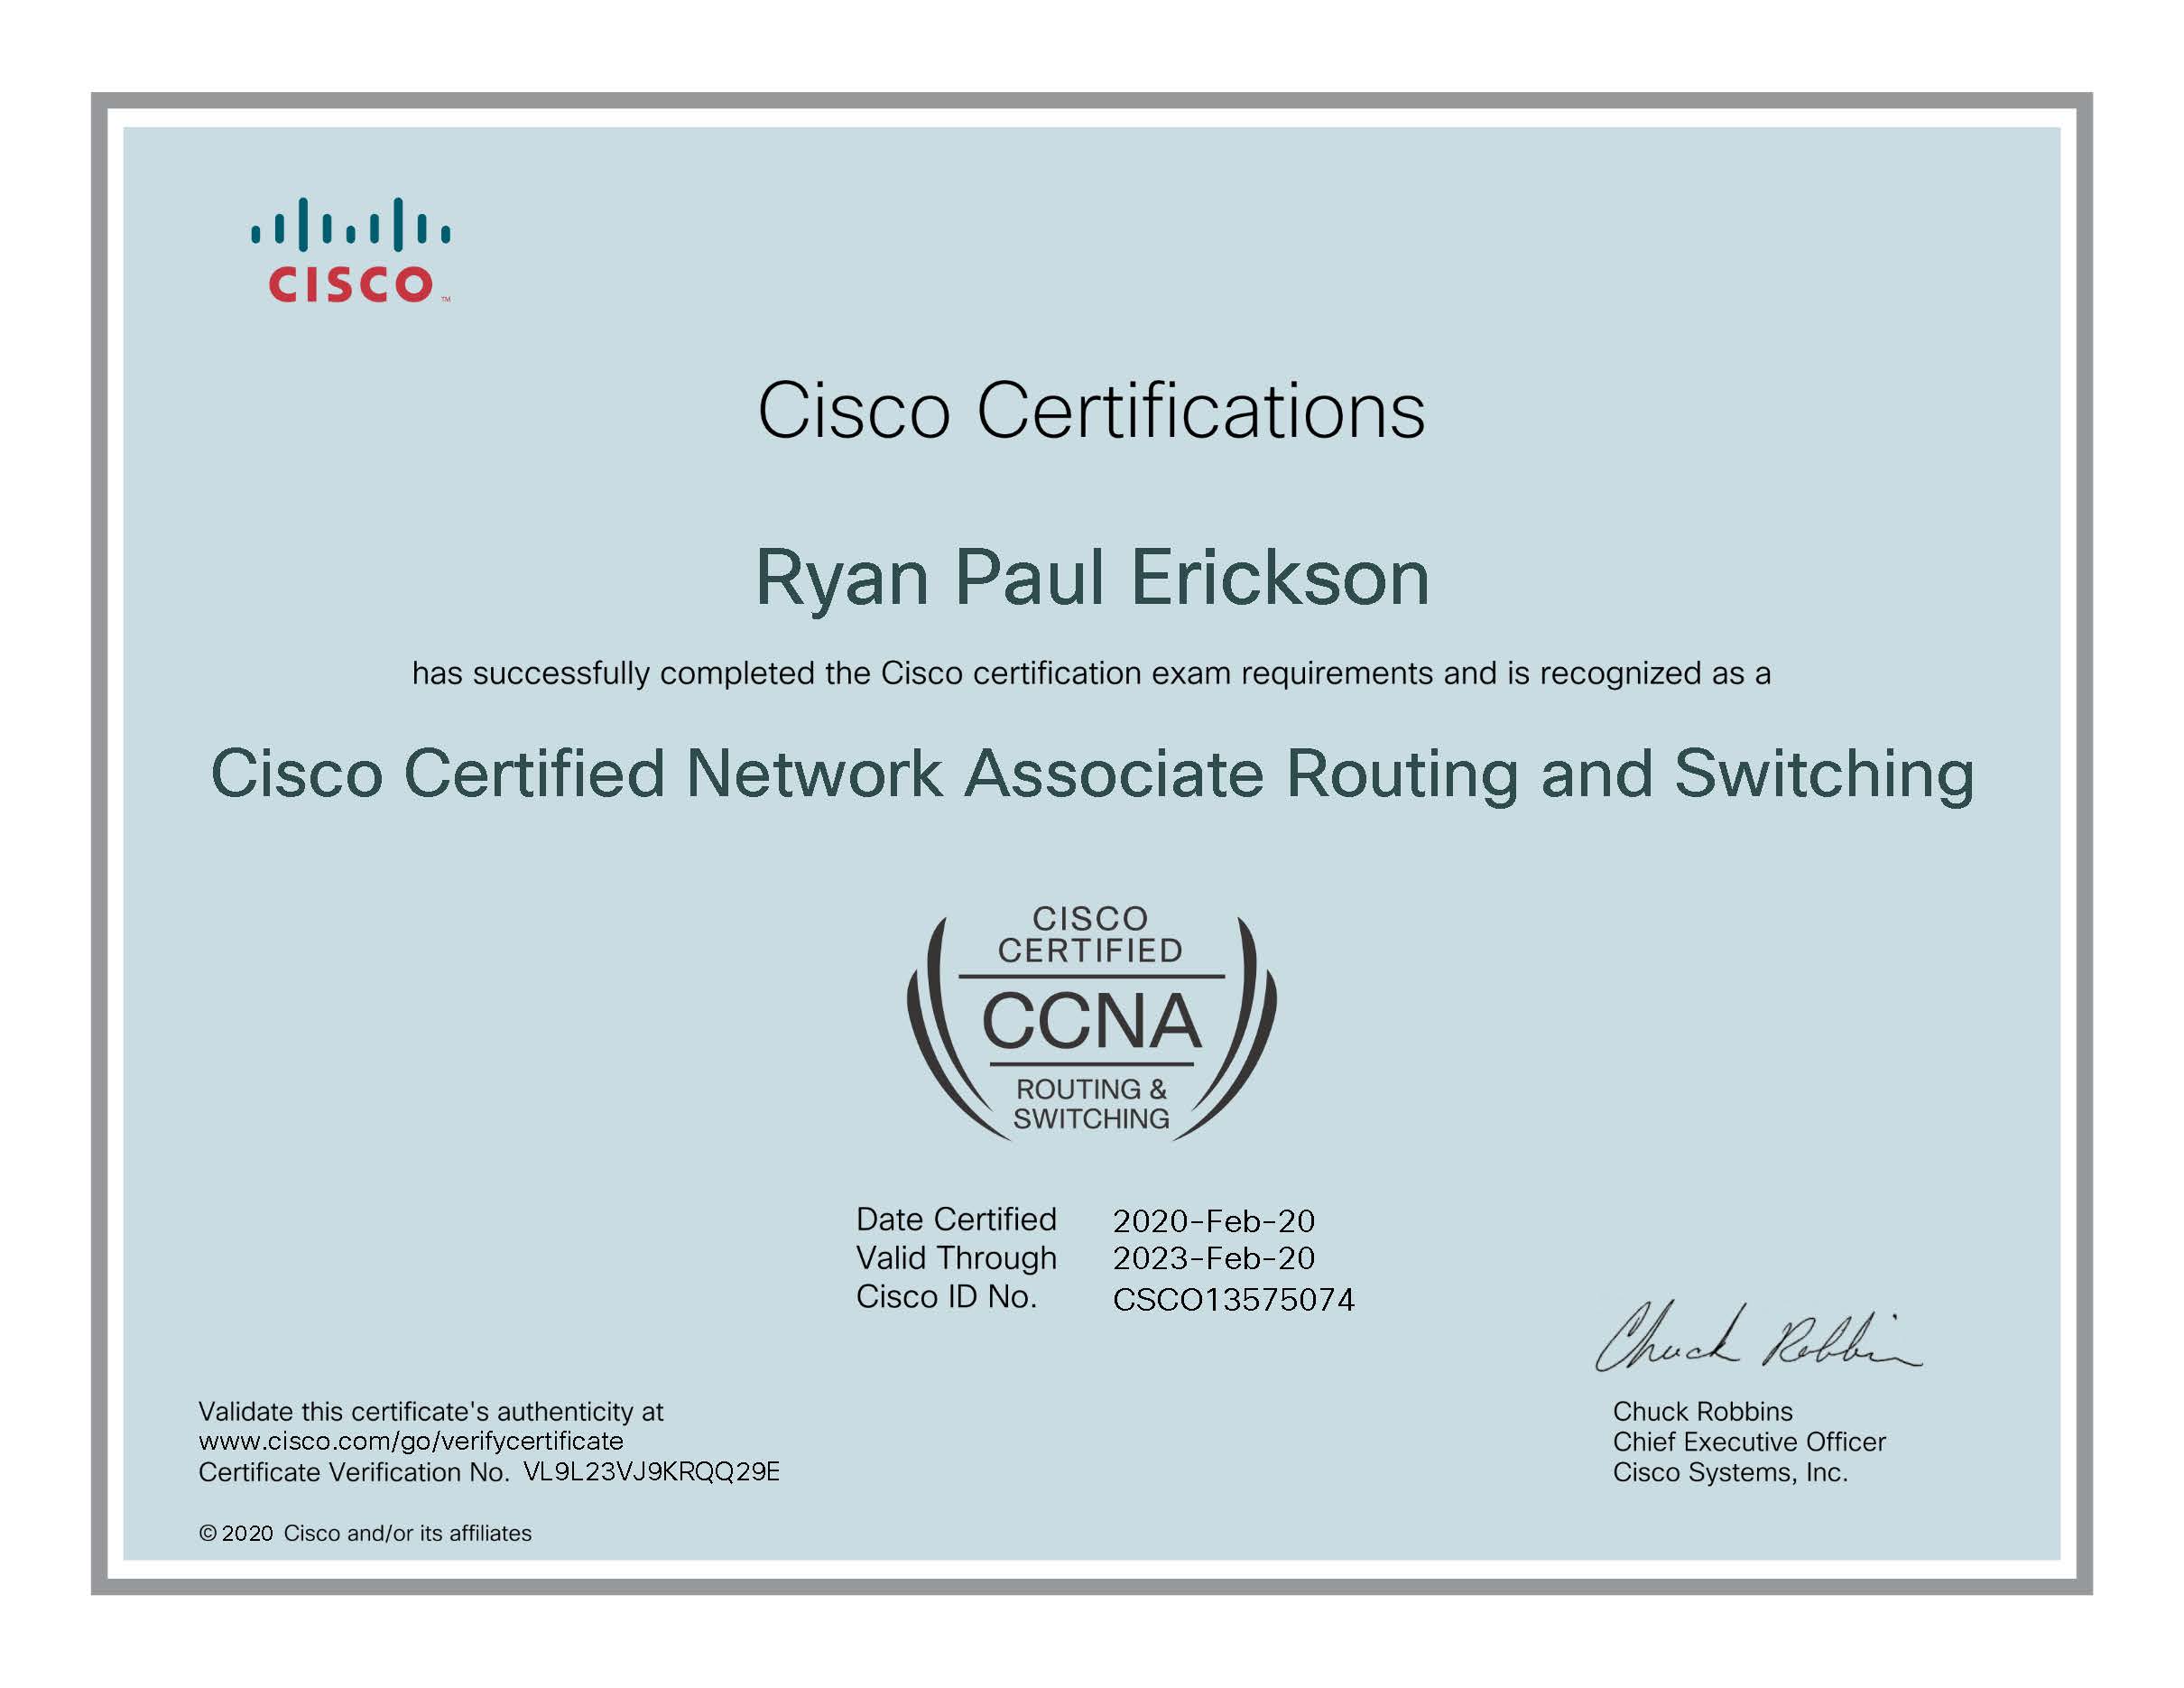 CISCO™
Cisco Certifications
Ryan Paul Erickson
has successfully completed the Cisco certification exam requirements and is recognized as a
Cisco Certified Network Associate Routing and Switching
CISCO
CERTIFIED
CCNA
ROUTING &
SWITCHING
Date Certified 2020-Feb-20
Valid Through 2023-Feb-20
Cisco ID No. CSCO13575074
Chuck Robbins
Validate this certificate's authenticity at
www.cisco.com/go/verifycertificate
Certificate Verification No. VL9L23VJ9KRQQ29E
Chuck Robbins
Chief Executive Officer
Cisco Systems, Inc.
© 2020 Cisco and/or its affiliates